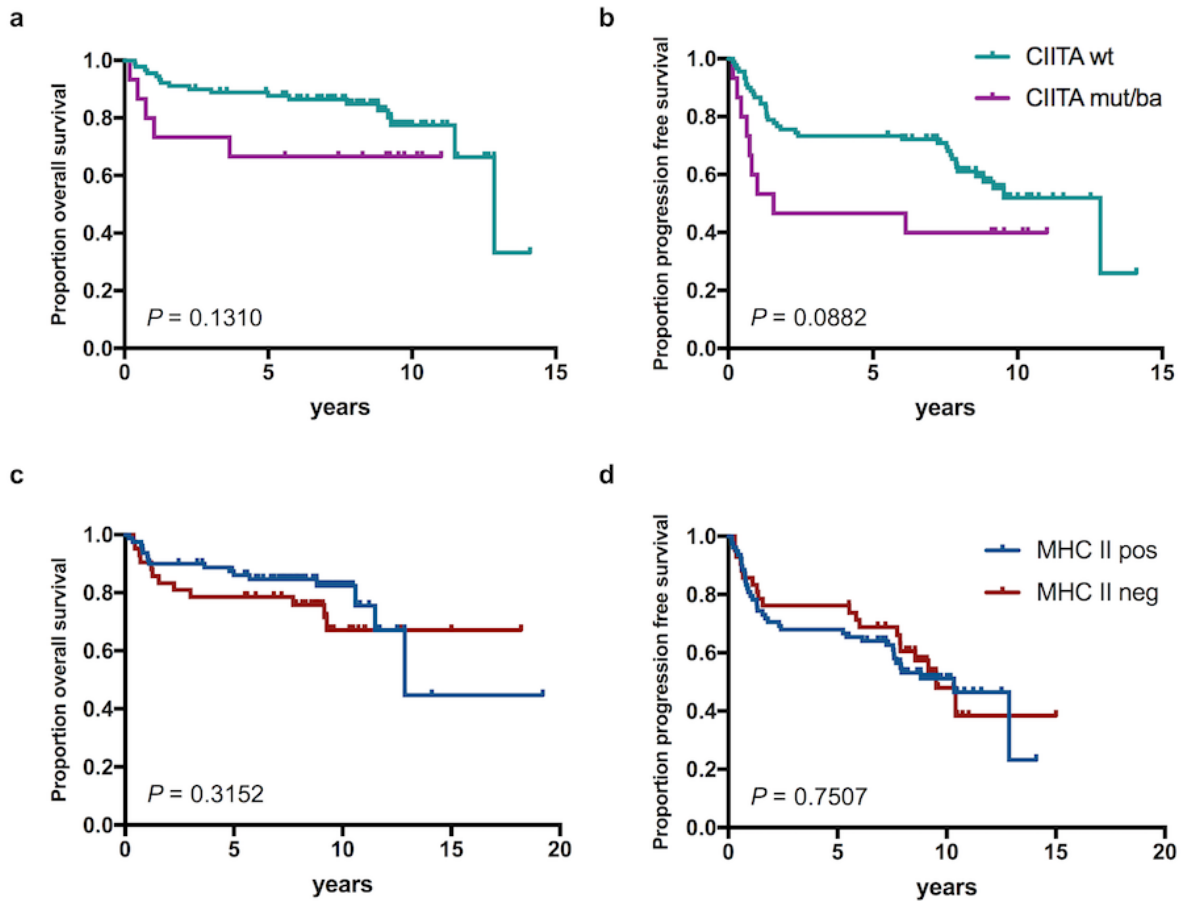 a
Proportion overall survival
1.0
0.8
0.6
0.4
0.2
0.0
P = 0.1310
0 5 10 15
years
b
Proportion progression free survival
1.0
0.8
0.6
0.4
0.2
0.0
CIITA wt
CIITA mut/ba
P = 0.0882
0 5 10 15
years
c
Proportion overall survival
1.0
0.8
0.6
0.4
0.2
0.0
P = 0.3152
0 5 10 15 20
years
d
Proportion progression free survival
1.0
0.8
0.6
0.4
0.2
0.0
MHC II pos
MHC II neg
P = 0.7507
0 5 10 15 20
years